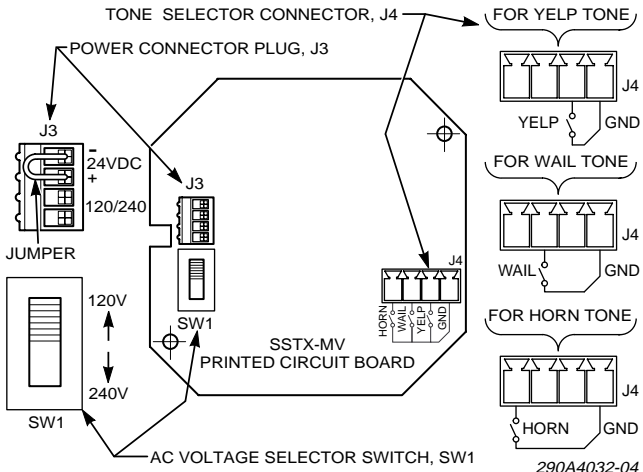 TONE SELECTOR CONNECTOR, J4
POWER CONNECTOR PLUG, J3
J3
-
24VDC
+
120/240
JUMPER
120V
240V
SW1
J3
SW1
J4
HORN
WAIL
YELP
GND
SSTX-MV
PRINTED CIRCUIT BOARD
AC VOLTAGE SELECTOR SWITCH, SW1
FOR YELP TONE
J4
YELP
GND
FOR WAIL TONE
J4
WAIL
GND
FOR HORN TONE
J4
HORN
GND
290A4032-04